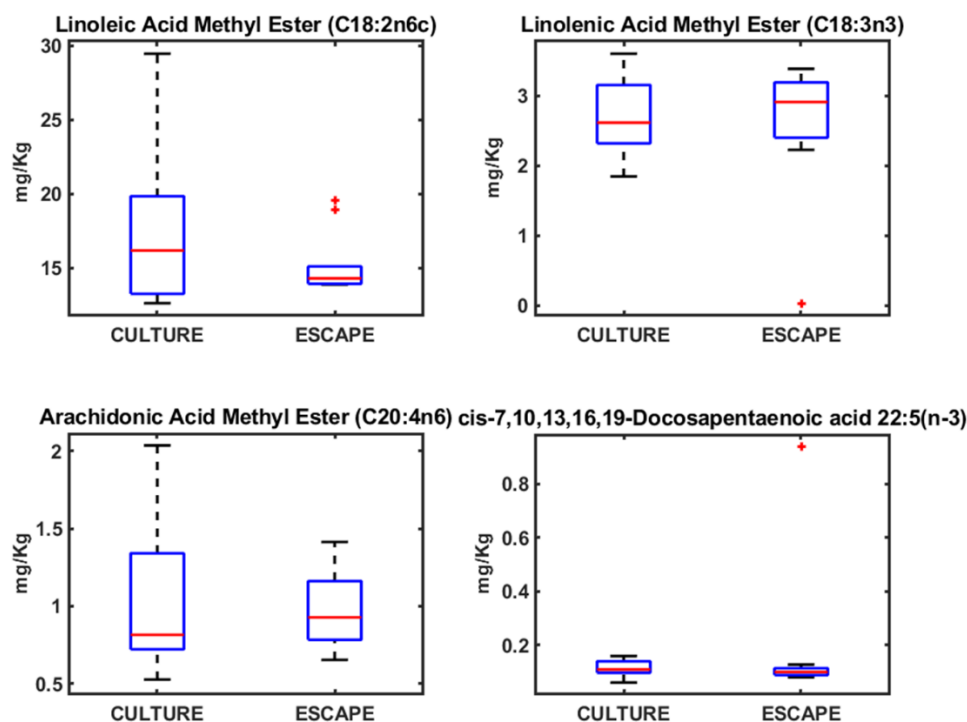 Linoleic Acid Methyl Ester (C18:2n6c)
30
25
20
15
mg/Kg
CULTURE ESCAPE
Linolenic Acid Methyl Ester (C18:3n3)
3
2
1
0
mg/Kg
CULTURE ESCAPE
Arachidonic Acid Methyl Ester (C20:4n6)
2
1.5
1
0.5
mg/Kg
CULTURE ESCAPE
cis-7,10,13,16,19-Docosapentaenoic acid 22:5(n-3)
0.8
0.6
0.4
0.2
mg/Kg
CULTURE ESCAPE